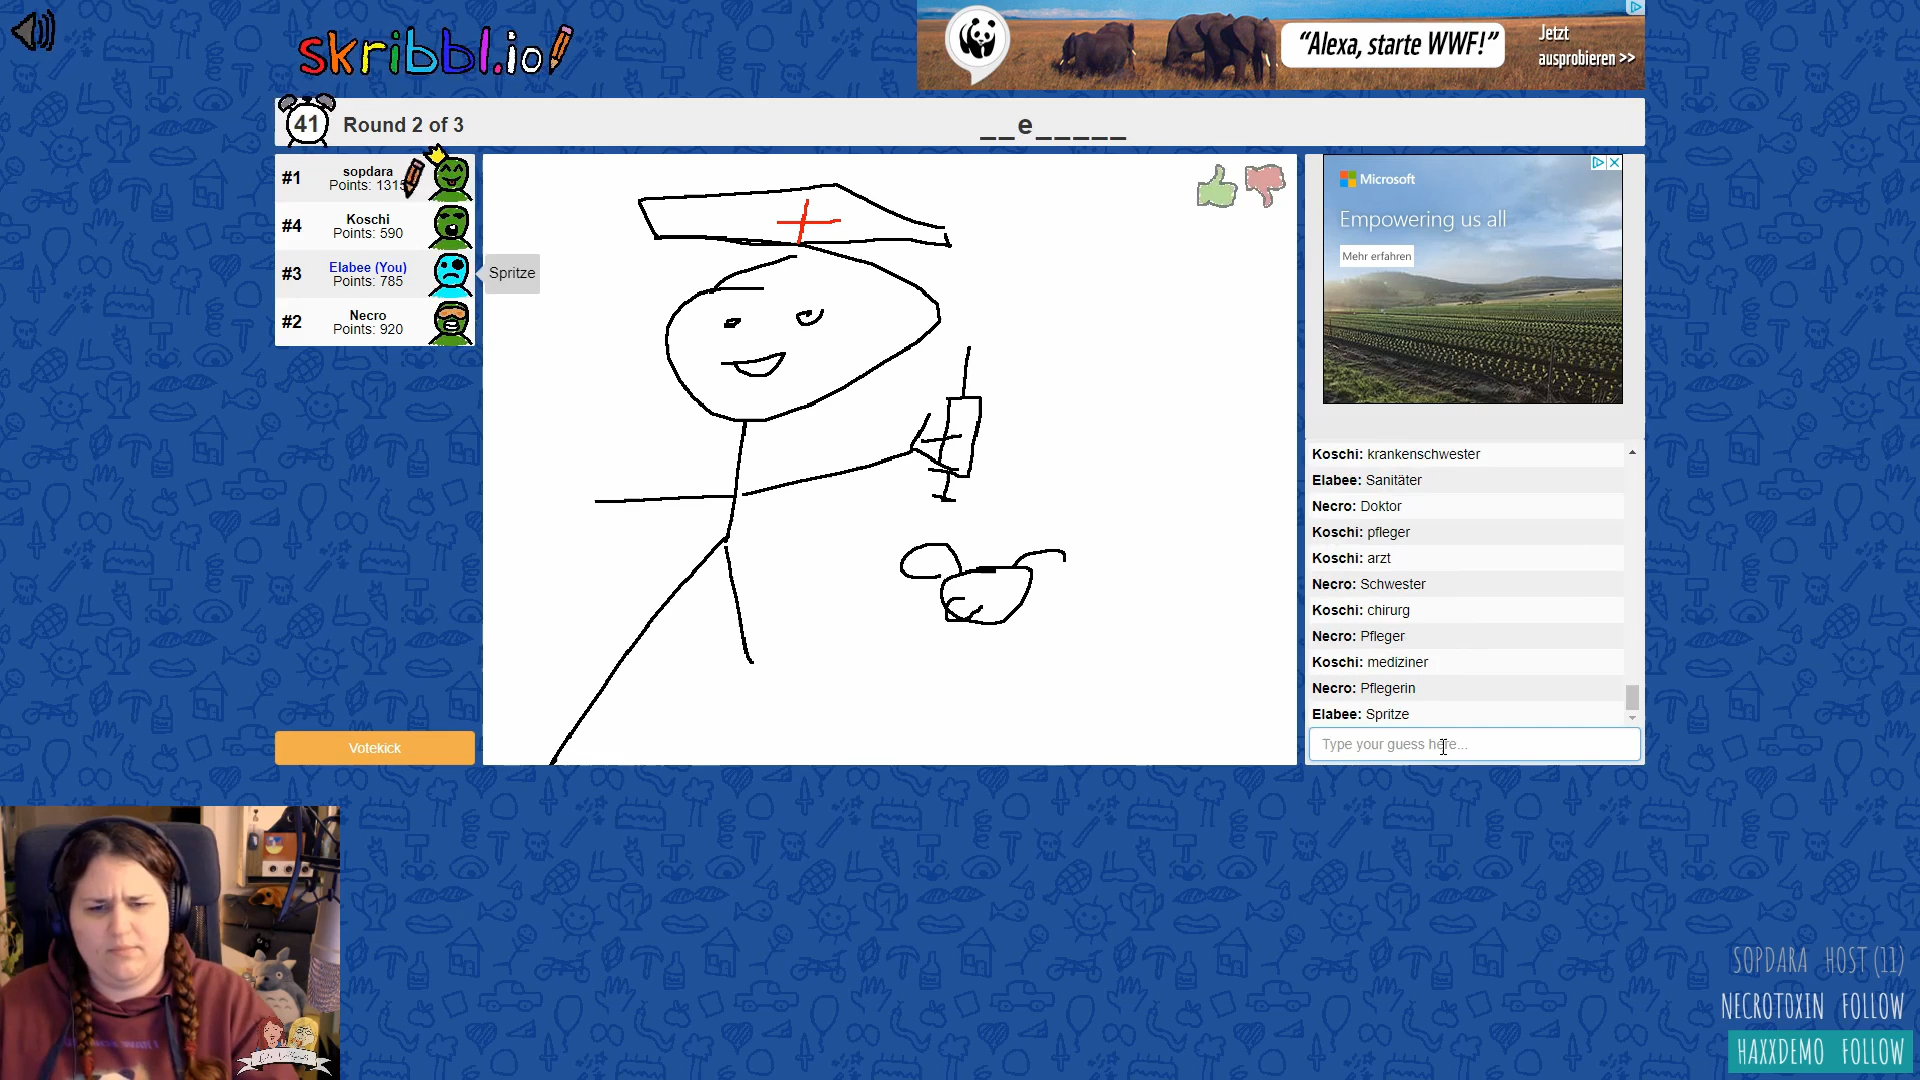 skribbl.io
"Alexa, starte WWF!"
Jetzt
ausprobieren >>
41
Round 2 of 3
__e_____
#1
sopdara
Points: 1315
#4
Koschi
Points: 590
#3
Elabee (You)
Points: 785
Spritze
#2
Necro
Points: 920
Votekick
Microsoft
Empowering us all
Mehr erfahren
Koschi: krankenschwester
Elabee: Sanitäter
Necro: Doktor
Koschi: pfleger
Koschi: arzt
Necro: Schwester
Koschi: chirurg
Necro: Pfleger
Koschi: mediziner
Necro: Pflegerin
Elabee: Spritze
Type your guess here...
SOPDARA HOST (11)
NECROTOXIN FOLLOW
HAXXDEMO FOLLOW